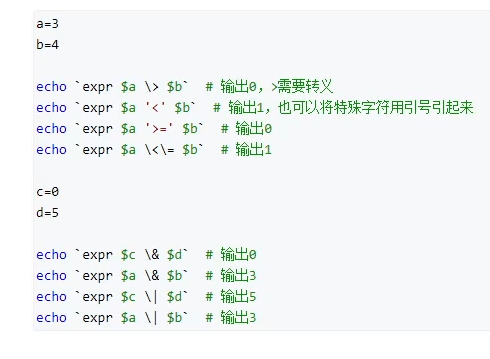 a=3
b=4
echo `expr $a \> $b`  # 输出0，>需要转义
echo `expr $a '<' $b`  # 输出1，也可以将特殊字符用引号引起来
echo `expr $a '>=' $b`  # 输出0
echo `expr $a \<\= $b`  # 输出1
c=0
d=5
echo `expr $c \& $d`  # 输出0
echo `expr $a \& $b`  # 输出3
echo `expr $c \| $d`  # 输出5
echo `expr $a \| $b`  # 输出3